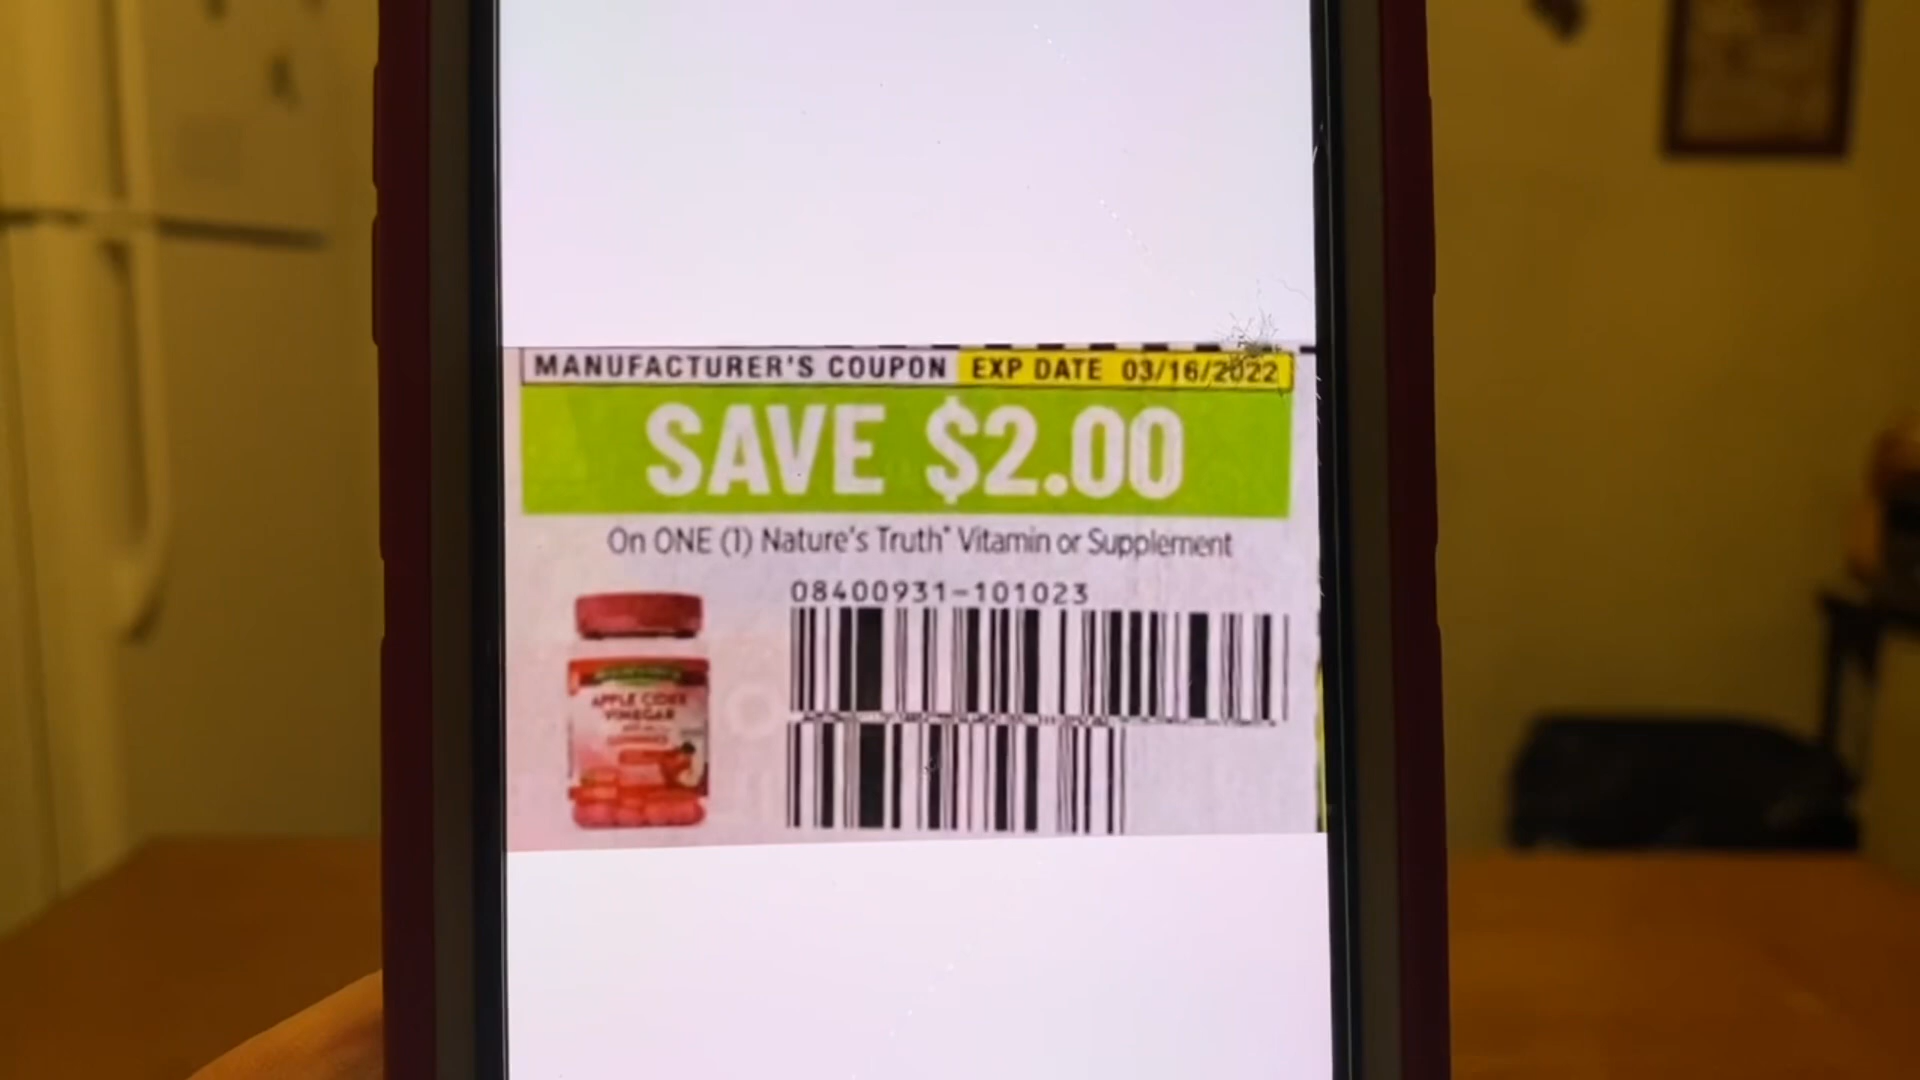 MANUFACTURER'S COUPON EXP DATE 03/16/2022
SAVE $2.00
On ONE (1) Nature's Truth® Vitamin or Supplement
08400931-101023
APPLE CIDER
VINEGAR